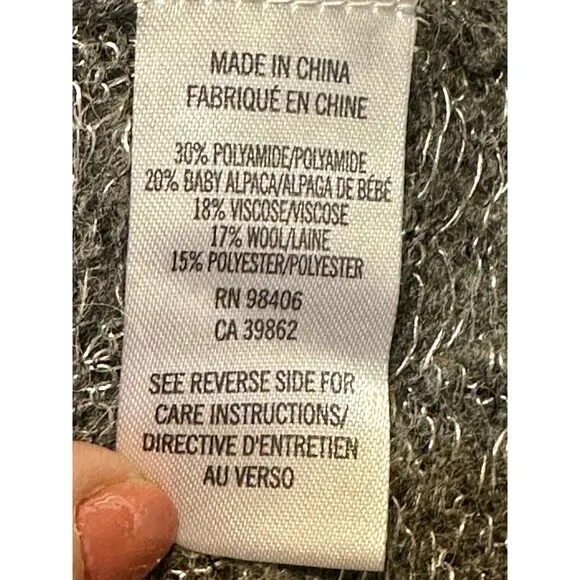 MADE IN CHINA
FABRIQUÉ EN CHINE
30% POLYAMIDE/POLYAMIDE
20% BABY ALPACA/ALPAGA DE BÉBÉ
18% VISCOSE/VISCOSE
17% WOOL/LAINE
15% POLYESTER/POLYESTER
RN 98406
CA 39862
SEE REVERSE SIDE FOR
CARE INSTRUCTIONS/
DIRECTIVE D'ENTRETIEN
AU VERSO